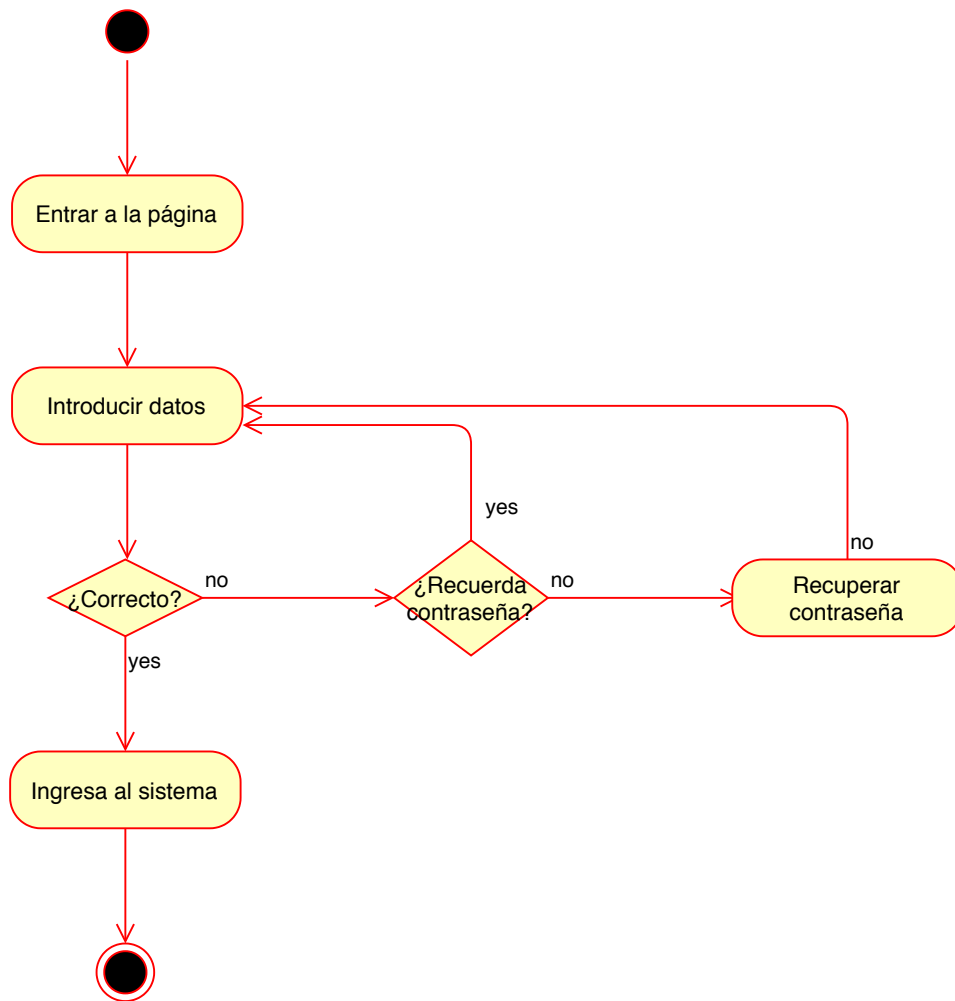 Entrar a la página
Introducir datos
yes
no
¿Correcto?
no
¿Recuerda
contraseña?
no
Recuperar
contraseña
yes
Ingresa al sistema